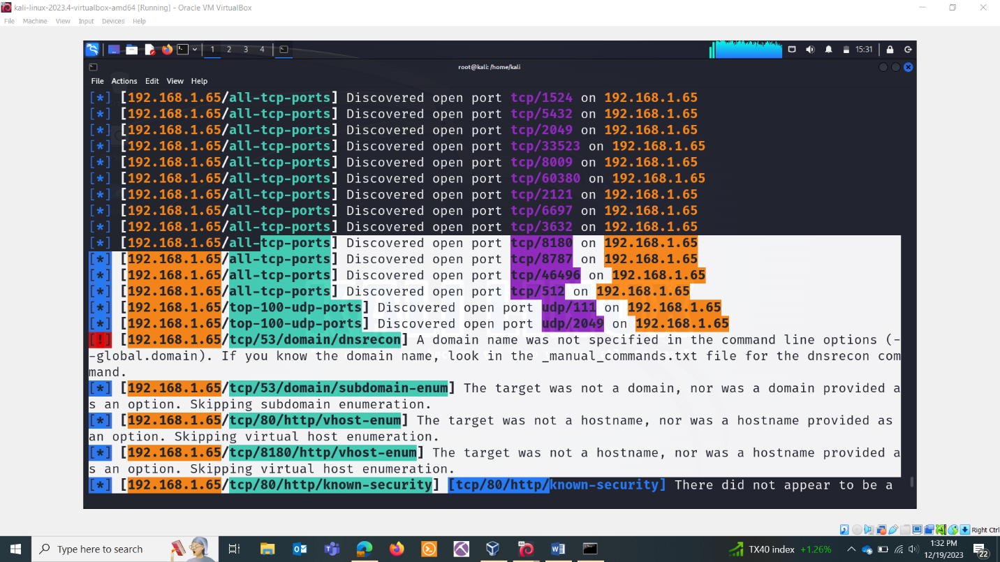 kali-linux-2023.4-virtualbox-amd64 [Running] - Oracle VM VirtualBox
File Machine View Input Devices Help
1 2 3 4 15:31
root@kali: /home/kali
File Actions Edit View Help
[*] [192.168.1.65/all-tcp-ports] Discovered open port tcp/1524 on 192.168.1.65
[*] [192.168.1.65/all-tcp-ports] Discovered open port tcp/5432 on 192.168.1.65
[*] [192.168.1.65/all-tcp-ports] Discovered open port tcp/2049 on 192.168.1.65
[*] [192.168.1.65/all-tcp-ports] Discovered open port tcp/33523 on 192.168.1.65
[*] [192.168.1.65/all-tcp-ports] Discovered open port tcp/8009 on 192.168.1.65
[*] [192.168.1.65/all-tcp-ports] Discovered open port tcp/60380 on 192.168.1.65
[*] [192.168.1.65/all-tcp-ports] Discovered open port tcp/2121 on 192.168.1.65
[*] [192.168.1.65/all-tcp-ports] Discovered open port tcp/6697 on 192.168.1.65
[*] [192.168.1.65/all-tcp-ports] Discovered open port tcp/3632 on 192.168.1.65
[*] [192.168.1.65/all-tcp-ports] Discovered open port tcp/8180 on 192.168.1.65
[*] [192.168.1.65/all-tcp-ports] Discovered open port tcp/8787 on 192.168.1.65
[*] [192.168.1.65/all-tcp-ports] Discovered open port tcp/46496 on 192.168.1.65
[*] [192.168.1.65/all-tcp-ports] Discovered open port tcp/512 on 192.168.1.65
[*] [192.168.1.65/top-100-udp-ports] Discovered open port udp/111 on 192.168.1.65
[*] [192.168.1.65/top-100-udp-ports] Discovered open port udp/2049 on 192.168.1.65
[!] [192.168.1.65/tcp/53/domain/dnsrecon] A domain name was not specified in the command line options (-
-global.domain). If you know the domain name, look in the _manual_commands.txt file for the dnsrecon com
mand.
[*] [192.168.1.65/tcp/53/domain/subdomain-enum] The target was not a domain, nor was a domain provided a
s an option. Skipping subdomain enumeration.
[*] [192.168.1.65/tcp/80/http/vhost-enum] The target was not a hostname, nor was a hostname provided as
an option. Skipping virtual host enumeration.
[*] [192.168.1.65/tcp/8180/http/vhost-enum] The target was not a hostname, nor was a hostname provided a
s an option. Skipping virtual host enumeration.
[*] [192.168.1.65/tcp/80/http/known-security] [tcp/80/http/known-security] There did not appear to be a
Right Ctrl
Type here to search
TX40 index +1.26%
1:32 PM
12/19/2023
22